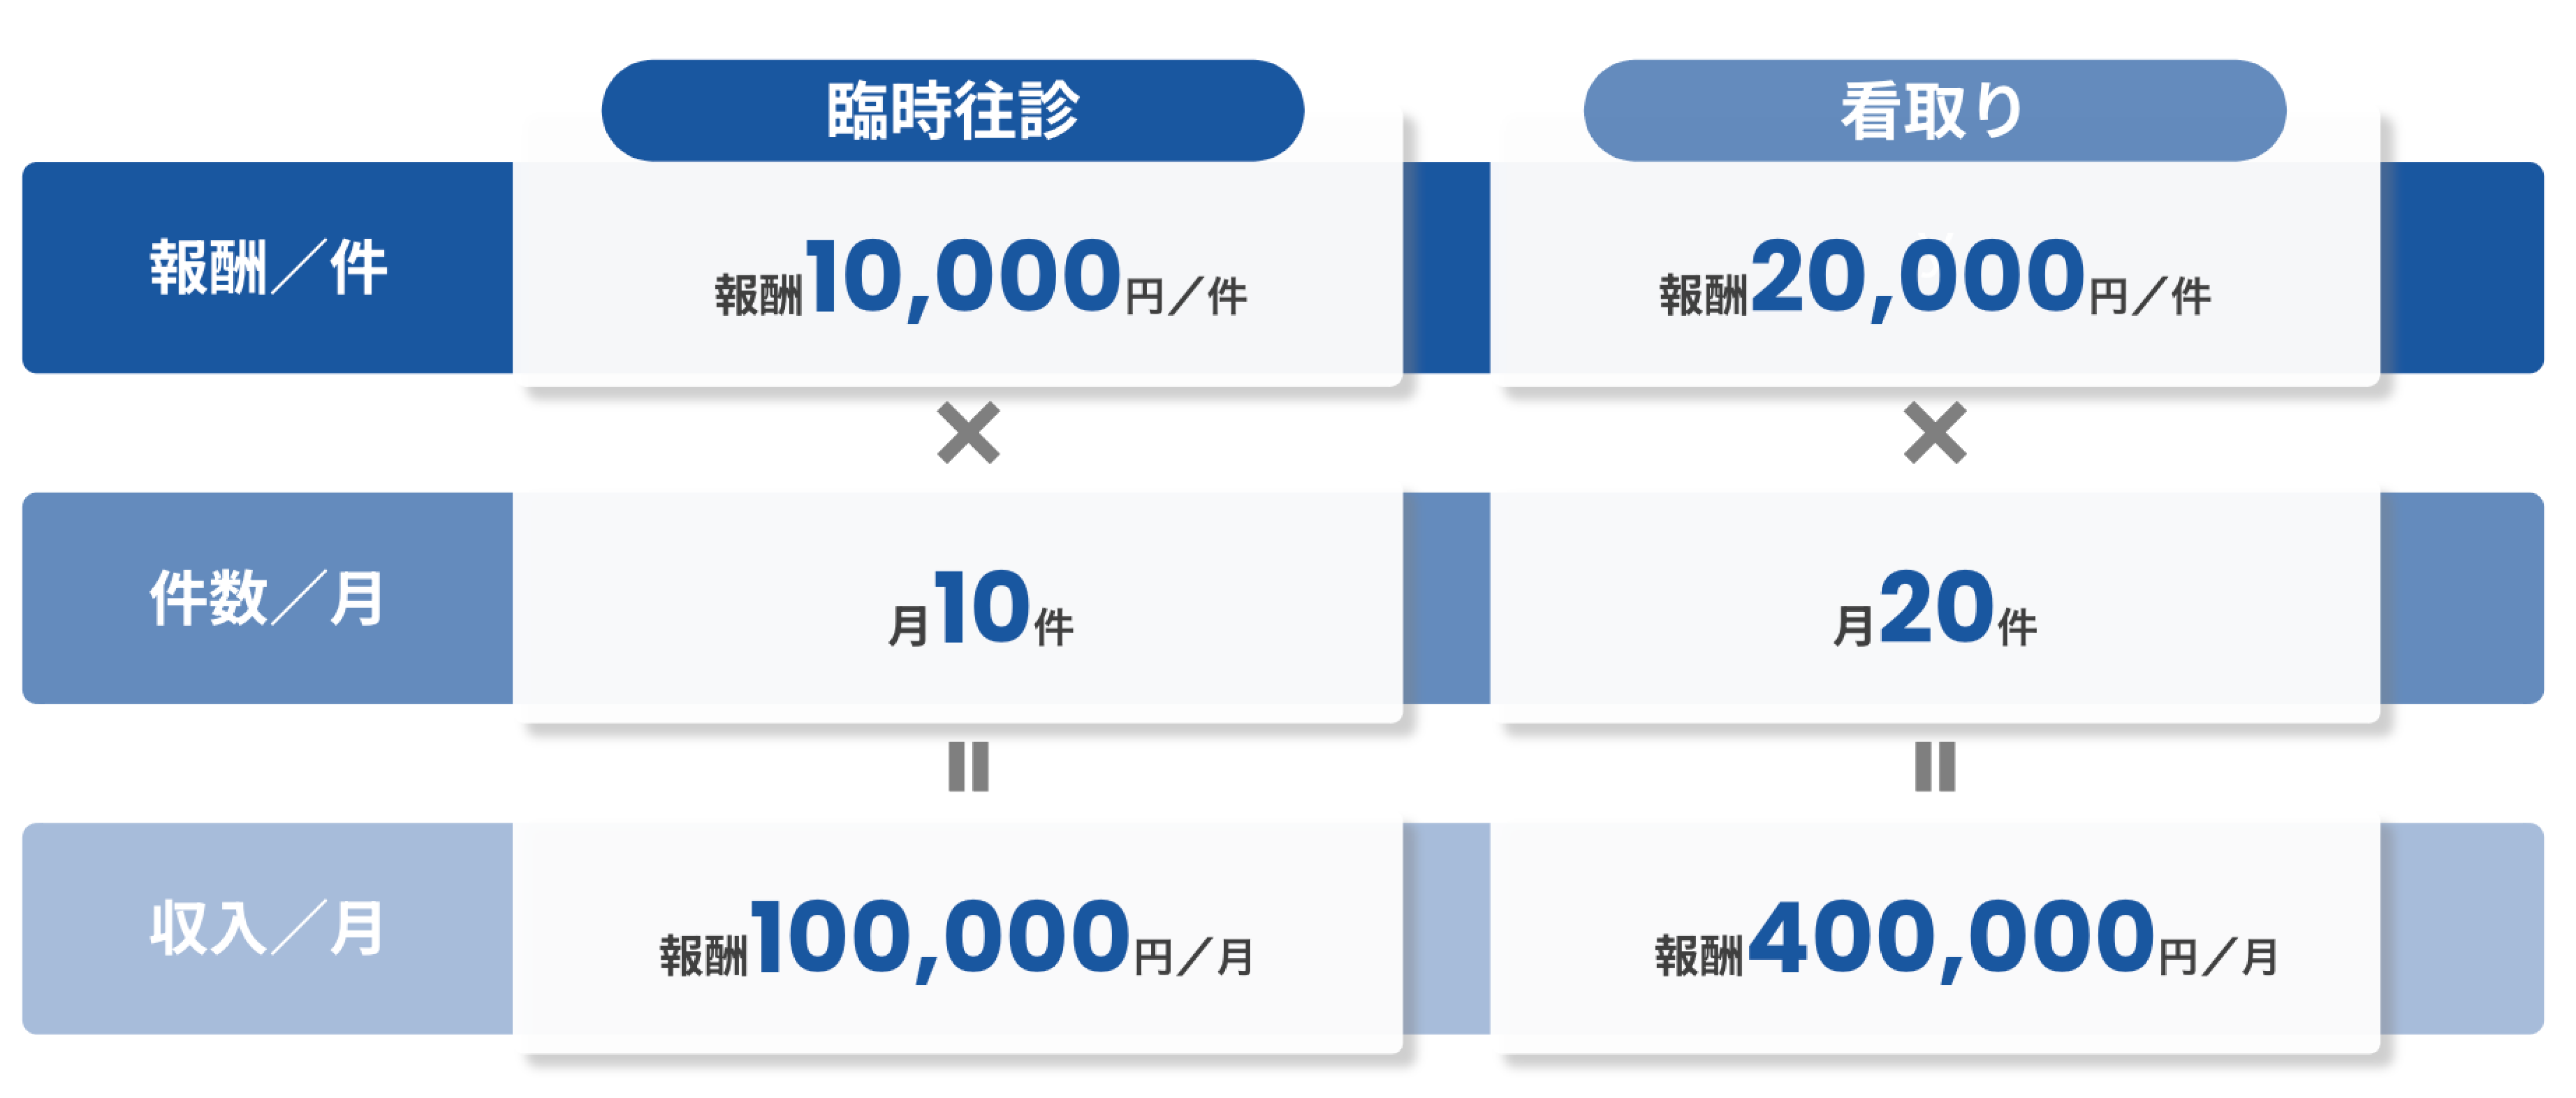 臨時往診
看取り
報酬／件
報酬10,000円／件
報酬20,000円／件
×
×
件数／月
月10件
月20件
=
=
収入／月
報酬100,000円／月
報酬400,000円／月